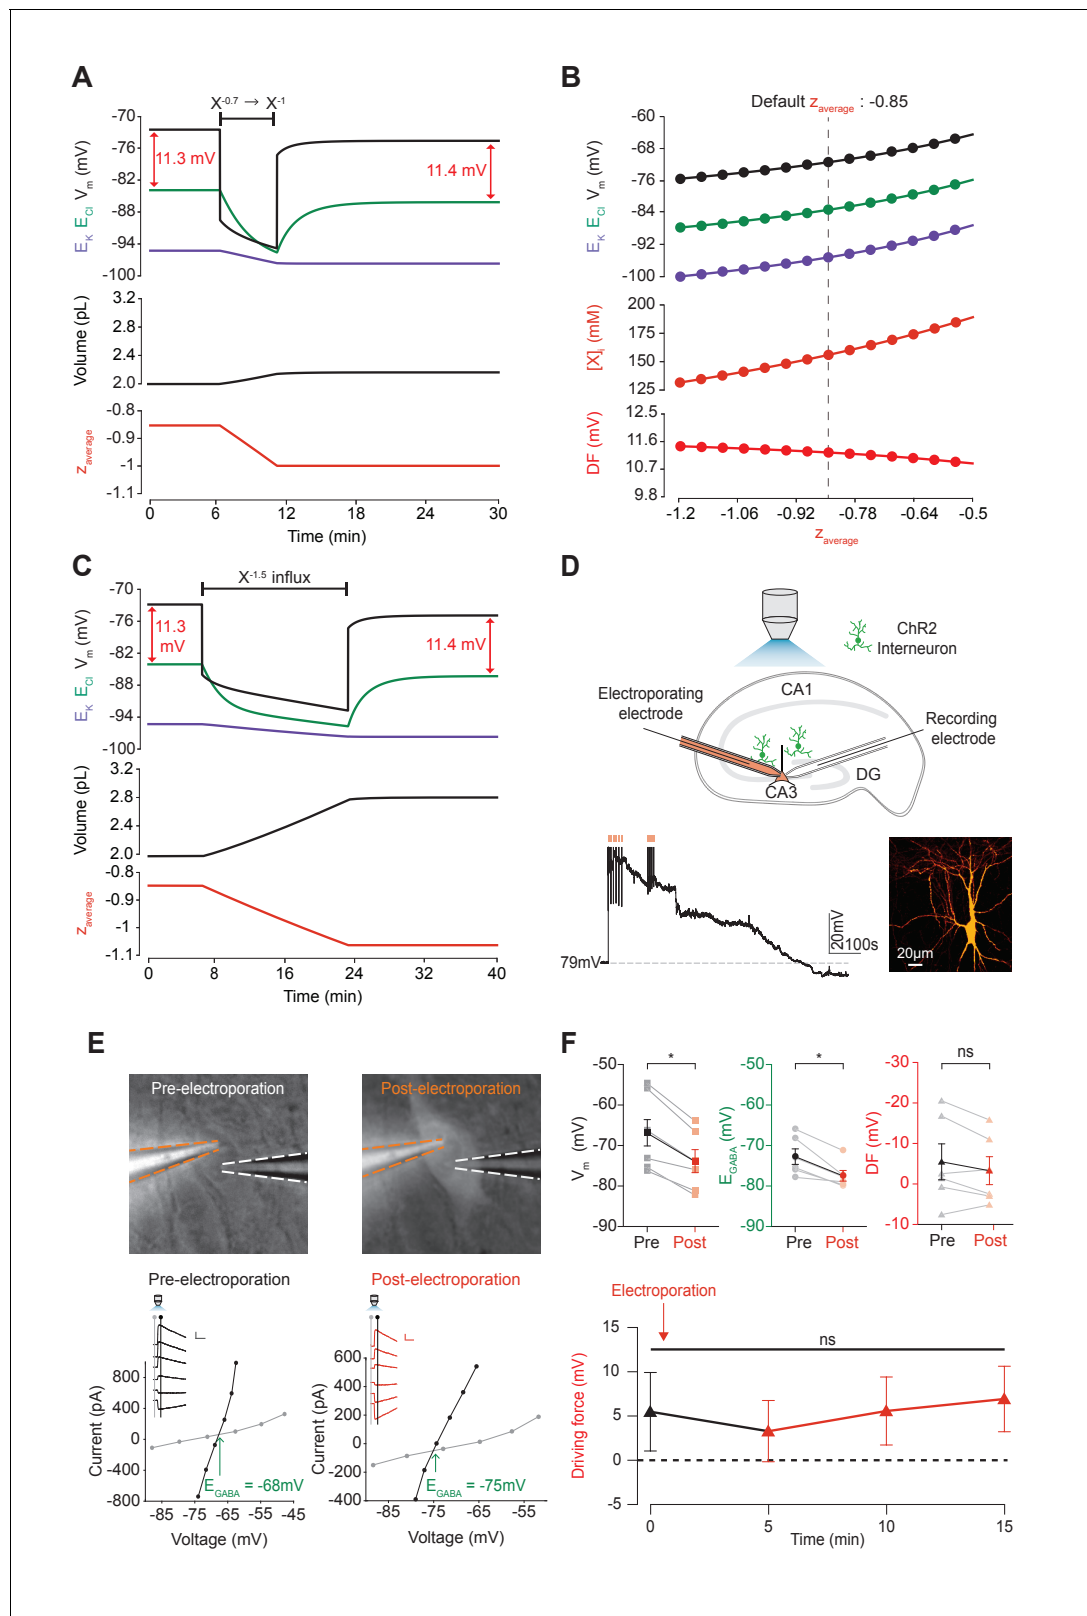 A
X-0.7 → X-1
-70
-76
-82
-88
-94
-100
EK ECl Vm (mV)
11.3 mV
11.4 mV
3.2
2.8
2.4
2.0
Volume (pL)
-0.8
-0.9
-1
-1.1
zaverage
0
6
12
18
24
30
Time (min)
B
Default zaverage : -0.85
-60
-68
-76
-84
-92
-100
EK ECl Vm (mV)
200
175
150
125
[X]i (mM)
12.5
11.6
10.7
9.8
DF (mV)
-1.2
-1.06
-0.92
-0.78
-0.64
-0.5
zaverage
C
X-1.5 influx
-70
-76
-82
-88
-94
-100
EK ECl Vm (mV)
11.3
mV
11.4 mV
3.2
2.8
2.4
2.0
Volume (pL)
-0.8
-0.9
-1
-1.1
zaverage
0
8
16
24
32
40
Time (min)
D
ChR2
Interneuron
CA1
Electroporating
electrode
Recording
electrode
DG
CA3
20mV
100s
79mV
20µm
E
Pre-electroporation
Post-electroporation
Pre-electroporation
800
400
0
-400
-800
Current (pA)
EGABA = -68mV
-85
-75
-65
-55
-45
Voltage (mV)
Post-electroporation
600
400
200
0
-200
-400
Current (pA)
EGABA = -75mV
-85
-75
-65
-55
Voltage (mV)
F
*
-50
-60
-70
-80
-90
Vm (mV)
Pre
Post
*
-50
-60
-70
-80
-90
EGABA (mV)
Pre
Post
ns
-30
-20
-10
0
-10
DF (mV)
Pre
Post
Electroporation
ns
15
10
5
0
-5
Driving force (mV)
0
5
10
15
Time (min)